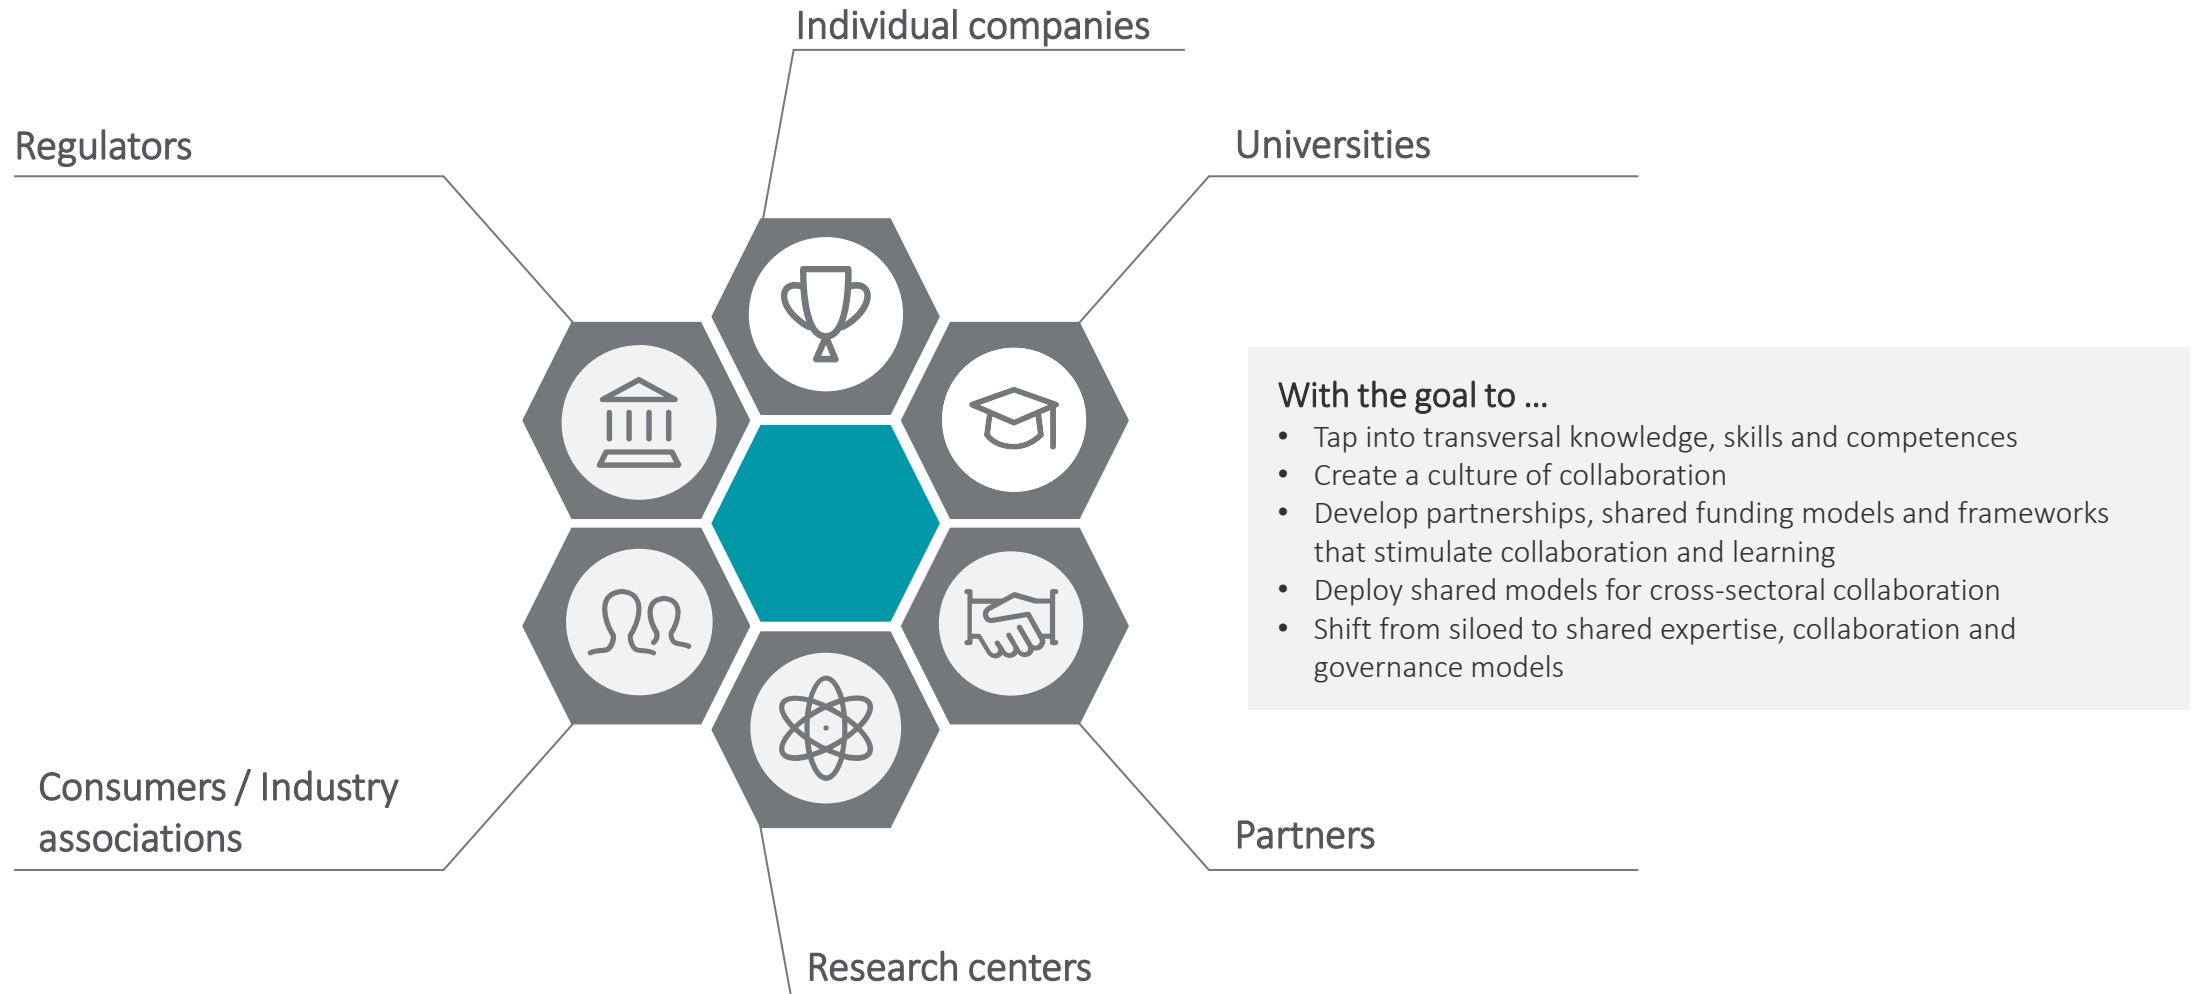 Individual companies
Regulators
Universities
With the goal to ...
• Tap into transversal knowledge, skills and competences
• Create a culture of collaboration
• Develop partnerships, shared funding models and frameworks
that stimulate collaboration and learning
• Deploy shared models for cross-sectoral collaboration
• Shift from siloed to shared expertise, collaboration and
governance models
Consumers / Industry
associations
Partners
Research centers